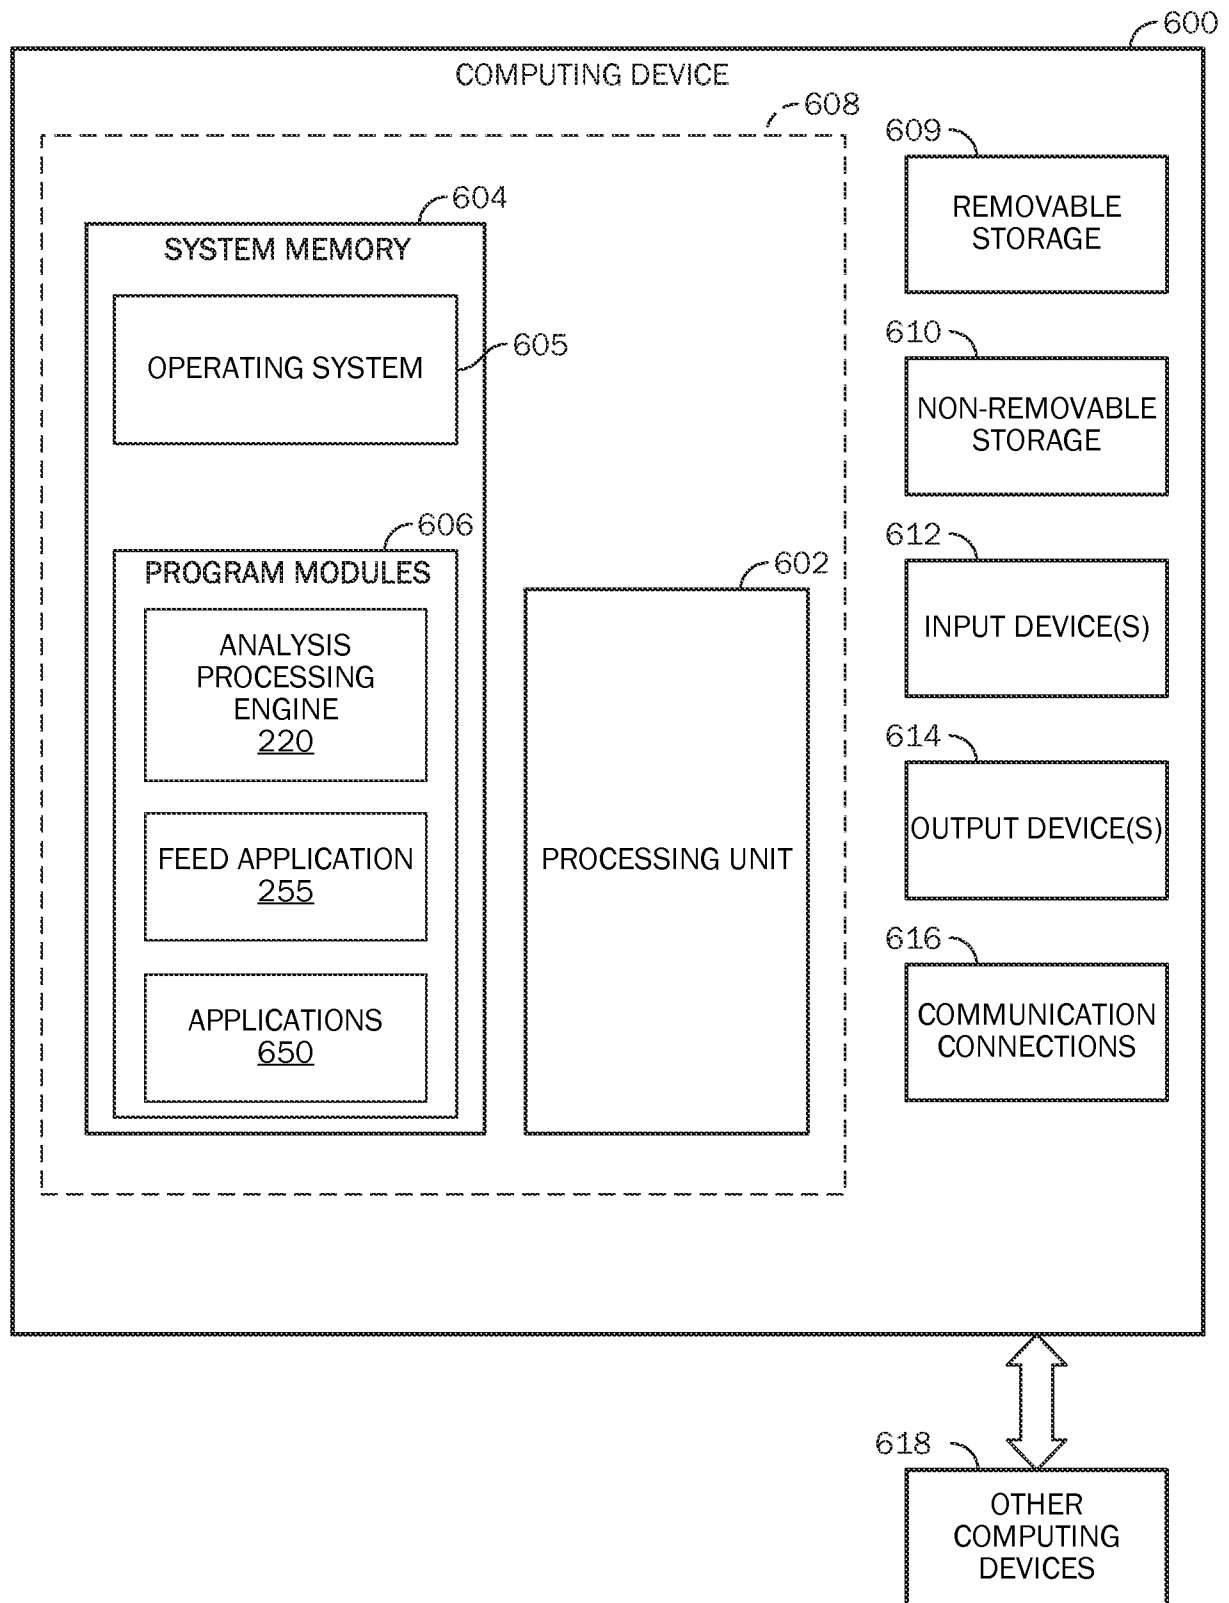 600
COMPUTING DEVICE
608
604
SYSTEM MEMORY
OPERATING SYSTEM
605
606
PROGRAM MODULES
ANALYSIS
PROCESSING
ENGINE
220
FEED APPLICATION
255
APPLICATIONS
650
602
PROCESSING UNIT
609
REMOVABLE
STORAGE
610
NON-REMOVABLE
STORAGE
612
INPUT DEVICE(S)
614
OUTPUT DEVICE(S)
616
COMMUNICATION
CONNECTIONS
618
OTHER
COMPUTING
DEVICES